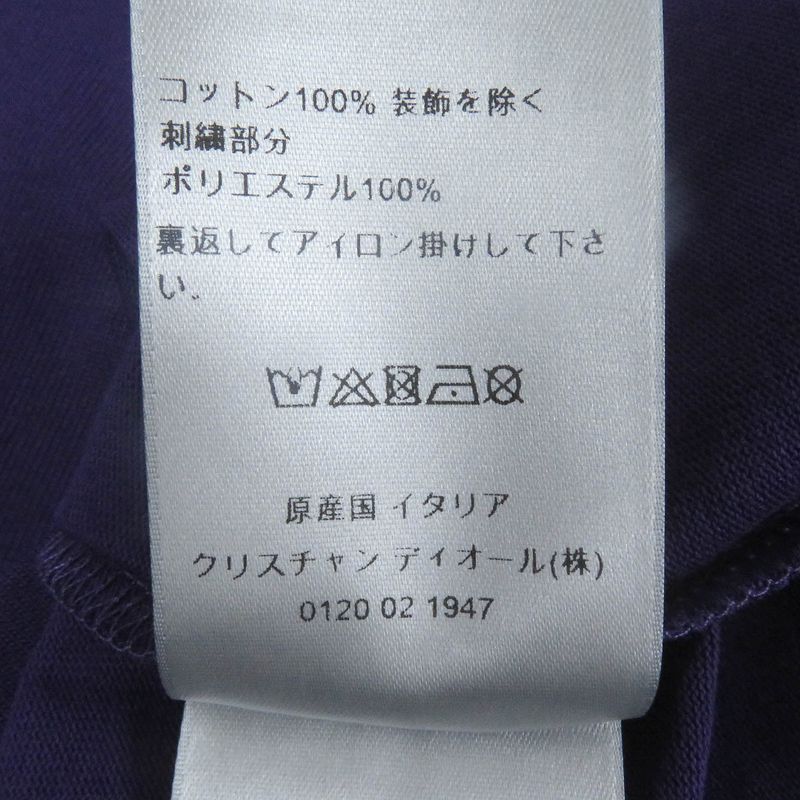 コットン100% 装飾を除く
刺繍部分
ポリエステル100%
裏返してアイロン掛けして下さ
い。
原産国 イタリア
クリスチャン ディオール(株)
0120 02 1947